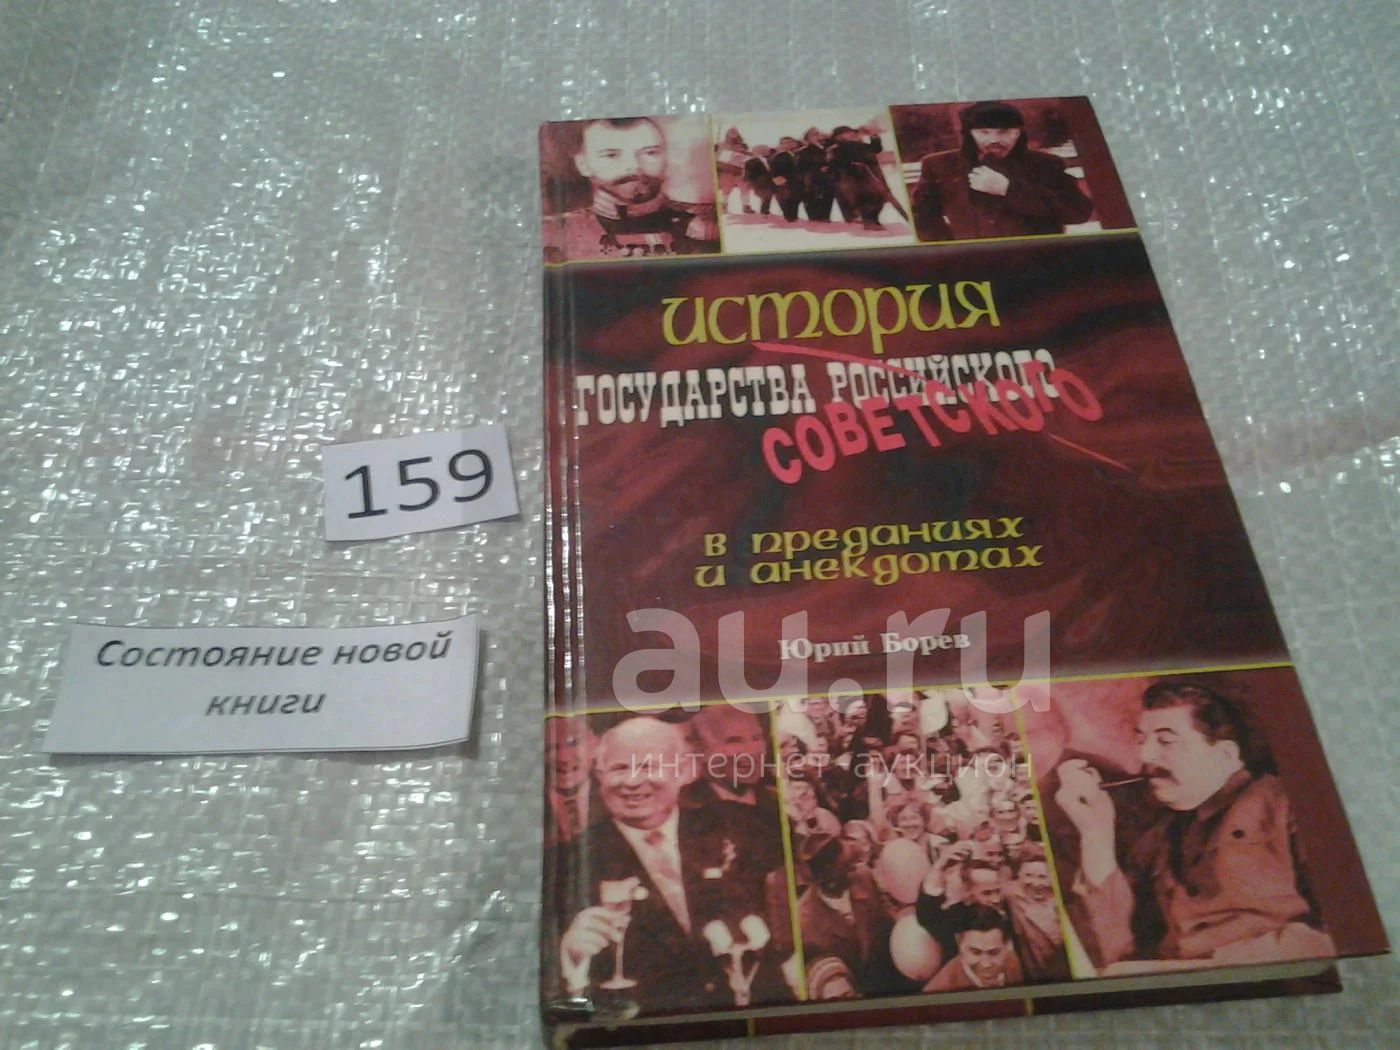 история
ГОСУДАРСТВА РОССИЙСКОГО
СОВЕТСКОГО
в преданиях
и анекдотах
Юрий Борев
159
Состояние новой
книги
au.ru
интернет-аукцион